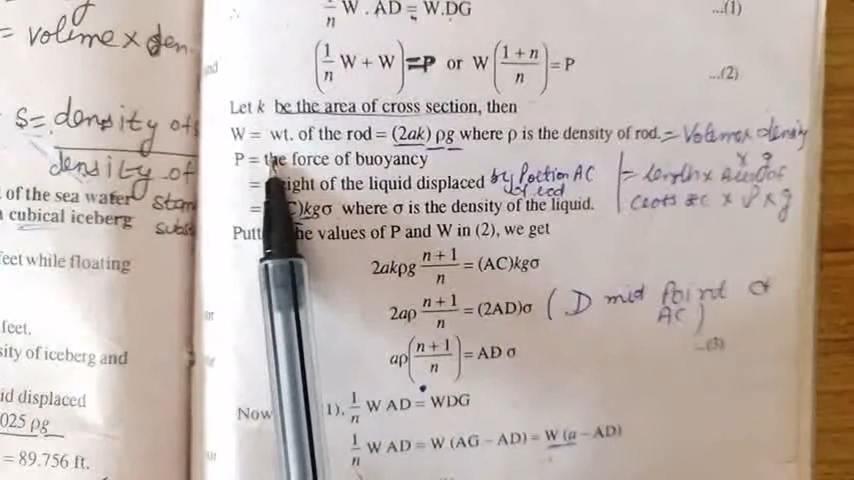 = volume x den.
S = density of s
density of
of the sea water stan
a cubical iceberg subs
feet while floating
feet.
sity of iceberg and
id displaced
025 ρg
= 89.756 ft.
∴ 1/n W . AD = W.DG ...(1)
(1/n W + W) = P or W (1 + n / n) = P ...(2)
Let k be the area of cross section, then
W = wt. of the rod = (2ak) ρg where ρ is the density of rod. = Volume x density x g
P = the force of buoyancy
= ight of the liquid displaced by Portion AC of rod
= C)kgσ where σ is the density of the liquid.
= length x Area of cross sec x ρ x g
Putt he values of P and W in (2), we get
2akρg n + 1 / n = (AC)kgσ
2aρ n + 1 / n = (2AD)σ ( D mid Point of AC )
aρ (n + 1 / n) = AD σ ...(3)
Now 1), 1/n W AD = WDG
1/n W AD = W (AG – AD) = W (a – AD)